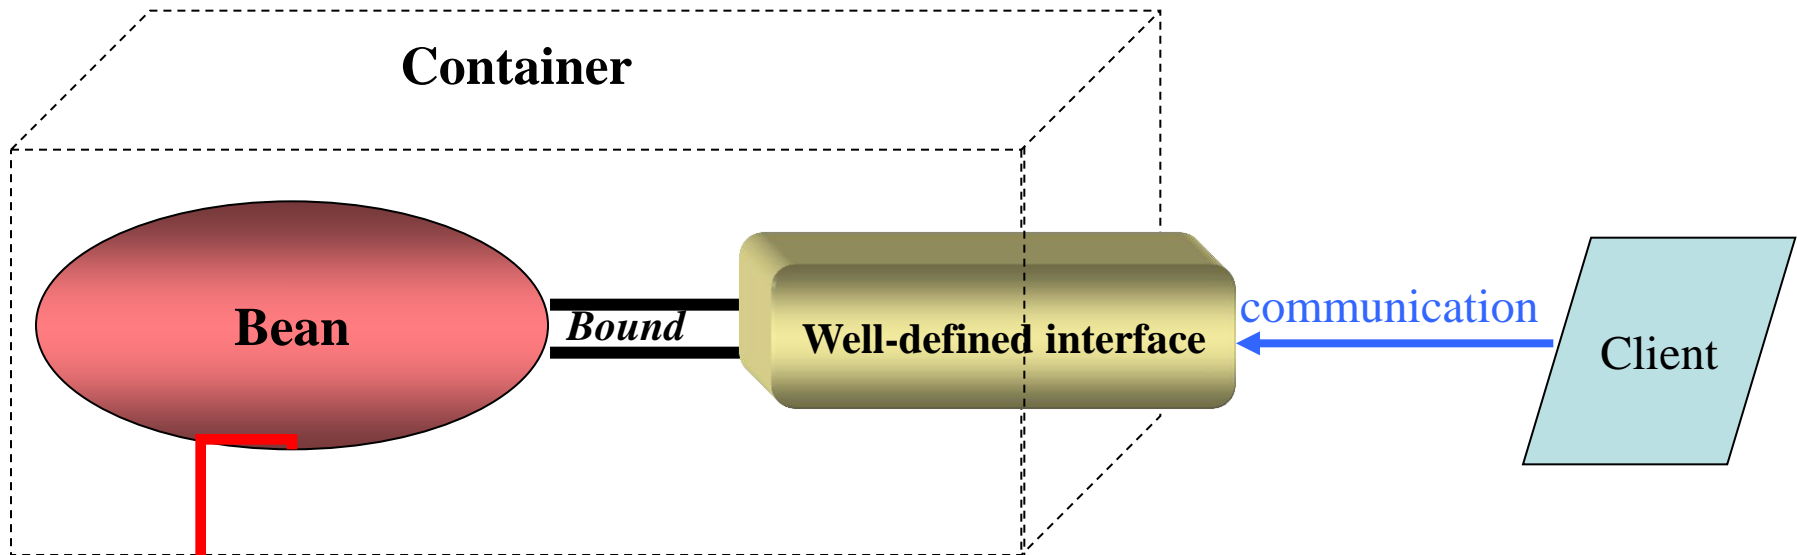 Container
Bean
Bound
Well-defined interface
communication
Client